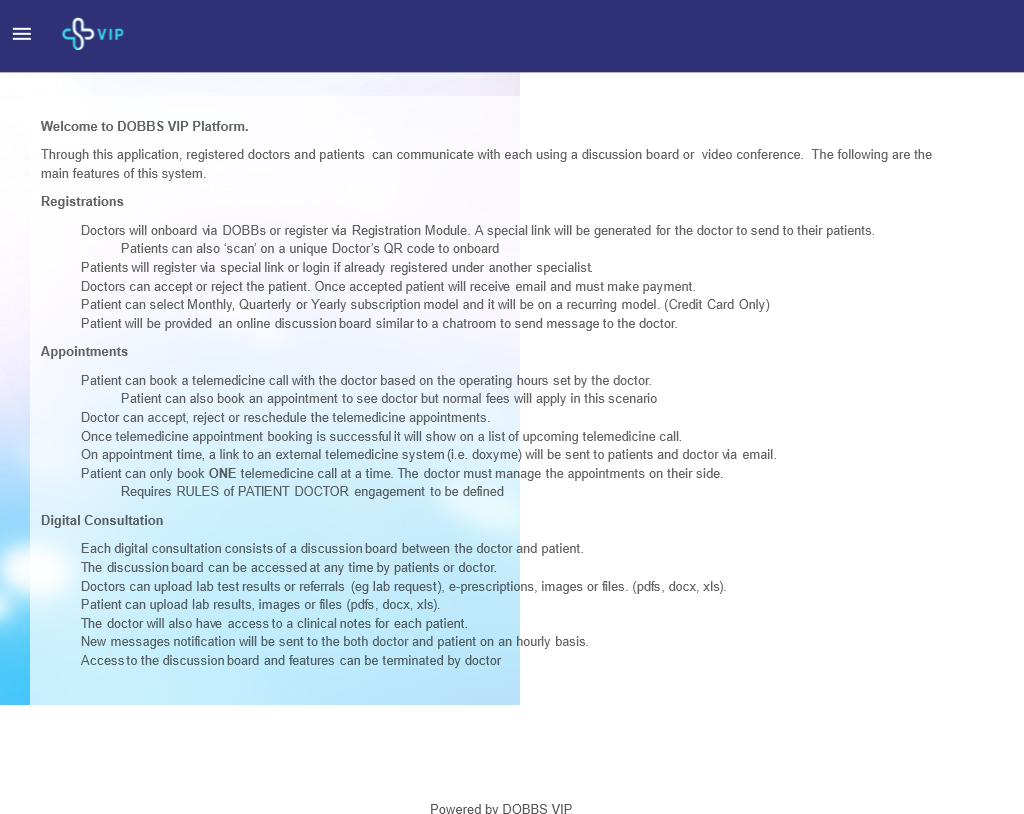 VIP
Welcome to DOBBS VIP Platform.
Through this application, registered doctors and patients can communicate with each using a discussion board or video conference. The following are the
main features of this system.
Registrations
Doctors will onboard via DOBBs or register via Registration Module. A special link will be generated for the doctor to send to their patients.
Patients can also ‘scan’ on a unique Doctor’s QR code to onboard
Patients will register via special link or login if already registered under another specialist.
Doctors can accept or reject the patient. Once accepted patient will receive email and must make payment.
Patient can select Monthly, Quarterly or Yearly subscription model and it will be on a recurring model. (Credit Card Only)
Patient will be provided an online discussion board similar to a chatroom to send message to the doctor.
Appointments
Patient can book a telemedicine call with the doctor based on the operating hours set by the doctor.
Patient can also book an appointment to see doctor but normal fees will apply in this scenario
Doctor can accept, reject or reschedule the telemedicine appointments.
Once telemedicine appointment booking is successful it will show on a list of upcoming telemedicine call.
On appointment time, a link to an external telemedicine system (i.e. doxyme) will be sent to patients and doctor via email.
Patient can only book ONE telemedicine call at a time. The doctor must manage the appointments on their side.
Requires RULES of PATIENT DOCTOR engagement to be defined
Digital Consultation
Each digital consultation consists of a discussion board between the doctor and patient.
The discussion board can be accessed at any time by patients or doctor.
Doctors can upload lab test results or referrals (eg lab request), e-prescriptions, images or files. (pdfs, docx, xls).
Patient can upload lab results, images or files (pdfs, docx, xls).
The doctor will also have access to a clinical notes for each patient.
New messages notification will be sent to the both doctor and patient on an hourly basis.
Access to the discussion board and features can be terminated by doctor
Powered by DOBBS VIP